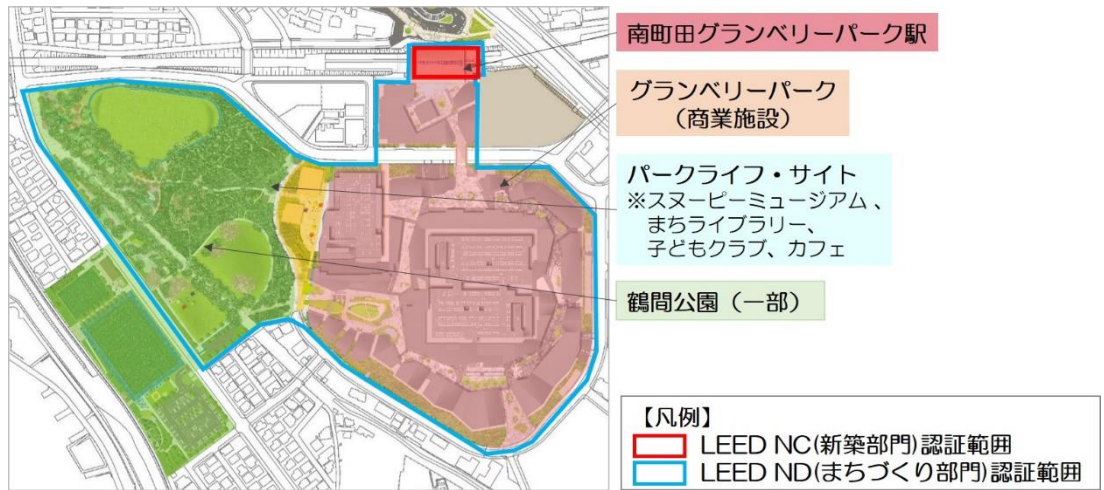 南町田グランベリーパーク駅
グランベリーパーク
（商業施設）
パークライフ・サイト
※スヌーピーミュージアム、
まちライブラリー、
子どもクラブ、カフェ
鶴間公園（一部）
【凡例】
LEED NC(新築部門)認証範囲
LEED ND(まちづくり部門)認証範囲